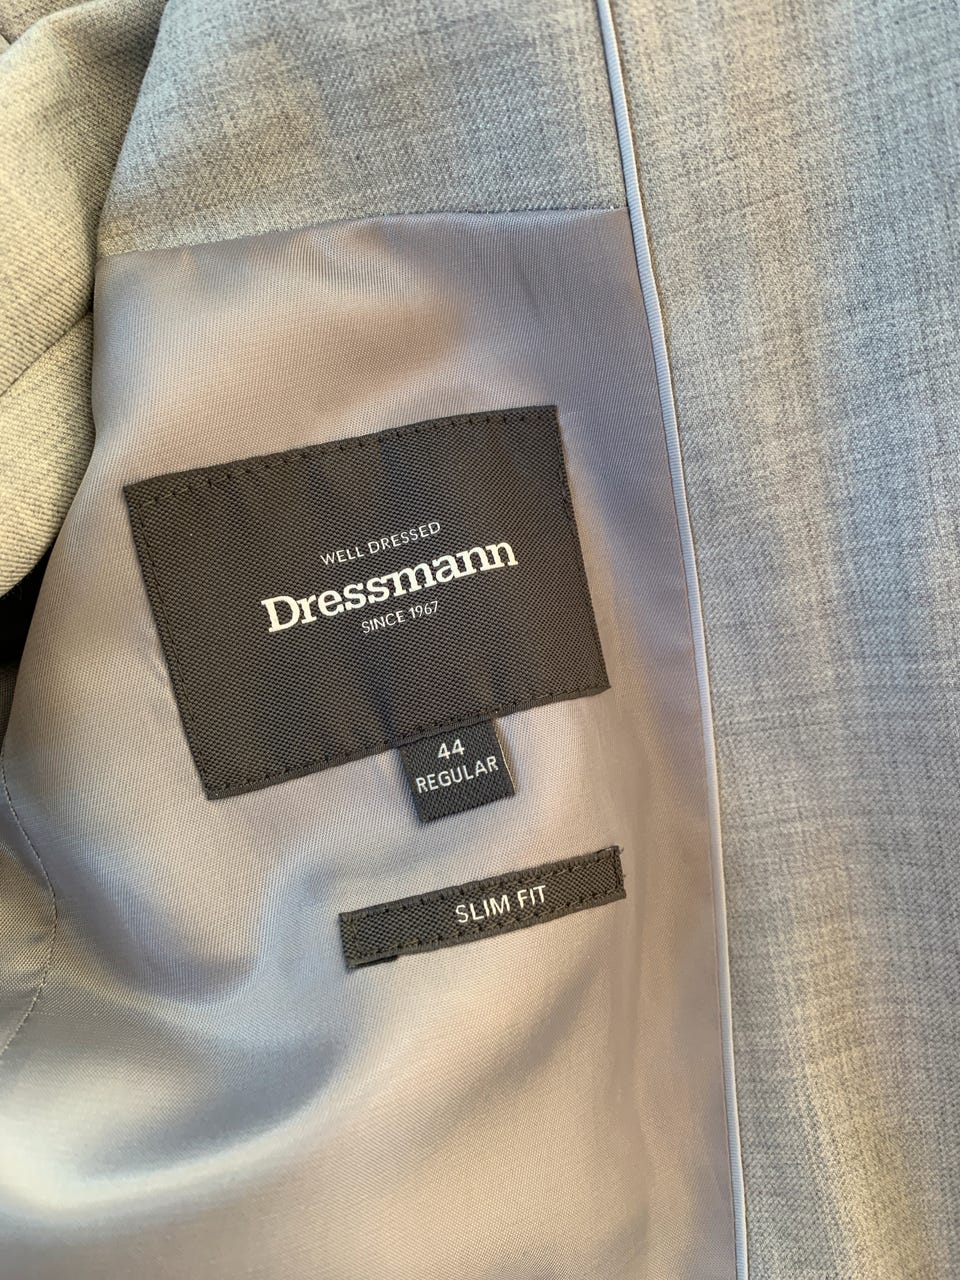 WELL DRESSED
Dressmann
SINCE 1967
44
REGULAR
SLIM FIT